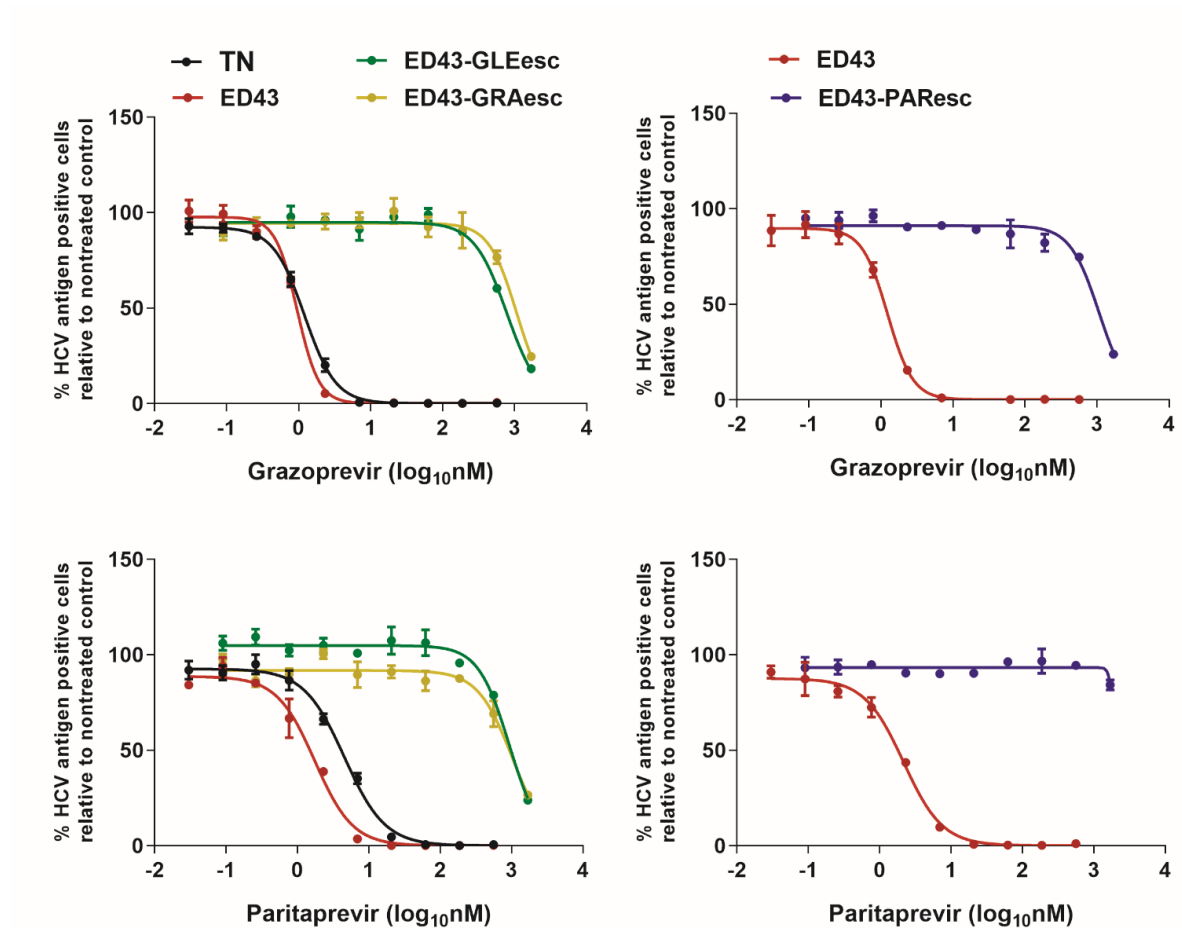 TN
ED43
ED43-GLEesc
ED43-GRAesc
ED43
ED43-PAResc
% HCV antigen positive cells
relative to nontreated control
150
100
50
0
-2 -1 0 1 2 3 4
Grazoprevir (log10nM)
% HCV antigen positive cells
relative to nontreated control
150
100
50
0
-2 -1 0 1 2 3 4
Grazoprevir (log10nM)
% HCV antigen positive cells
relative to nontreated control
150
100
50
0
-2 -1 0 1 2 3 4
Paritaprevir (log10nM)
% HCV antigen positive cells
relative to nontreated control
150
100
50
0
-2 -1 0 1 2 3 4
Paritaprevir (log10nM)